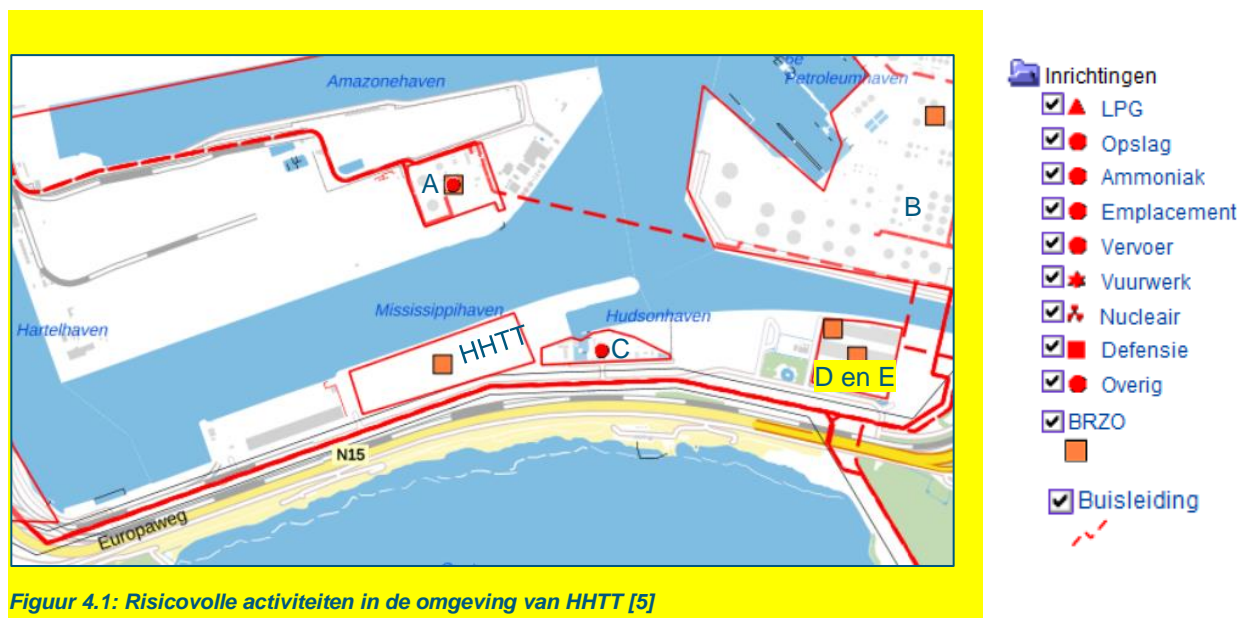 Amazonehaven
6e
Petroleumhaven
A
B
Mississippihaven
Hudsonhaven
Hartelhaven
HHTT
C
D en E
N15
Europaweg
Figuur 4.1: Risicovolle activiteiten in de omgeving van HHTT [5]
Inrichtingen
LPG
Opslag
Ammoniak
Emplacement
Vervoer
Vuurwerk
Nucleair
Defensie
Overig
BRZO
Buisleiding